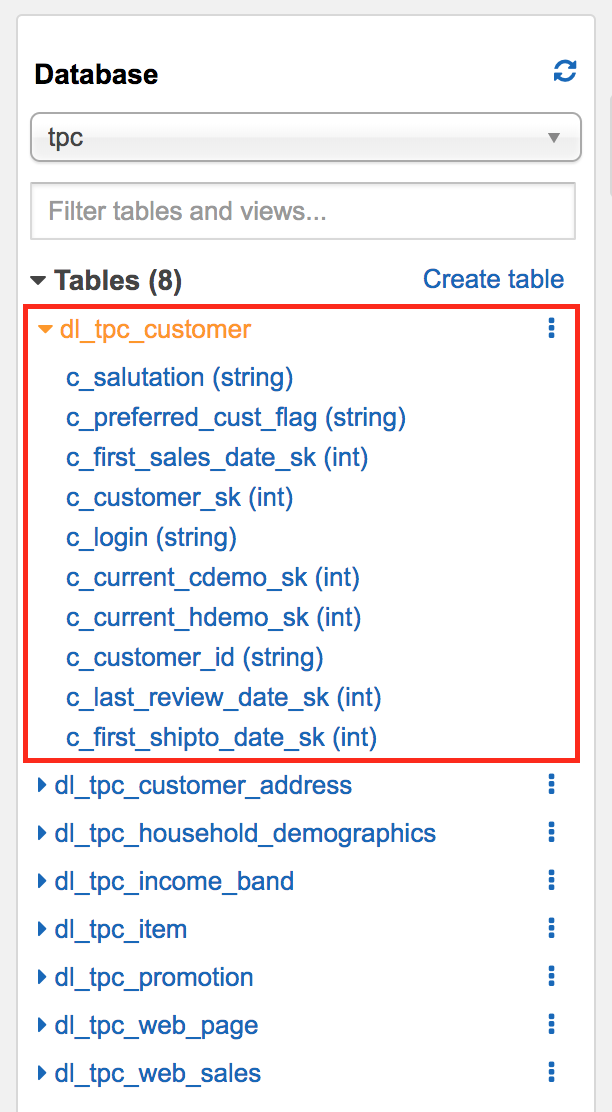 Database
tpc
Filter tables and views...
Tables (8) Create table
dl_tpc_customer
c_salutation (string)
c_preferred_cust_flag (string)
c_first_sales_date_sk (int)
c_customer_sk (int)
c_login (string)
c_current_cdemo_sk (int)
c_current_hdemo_sk (int)
c_customer_id (string)
c_last_review_date_sk (int)
c_first_shipto_date_sk (int)
dl_tpc_customer_address
dl_tpc_household_demographics
dl_tpc_income_band
dl_tpc_item
dl_tpc_promotion
dl_tpc_web_page
dl_tpc_web_sales